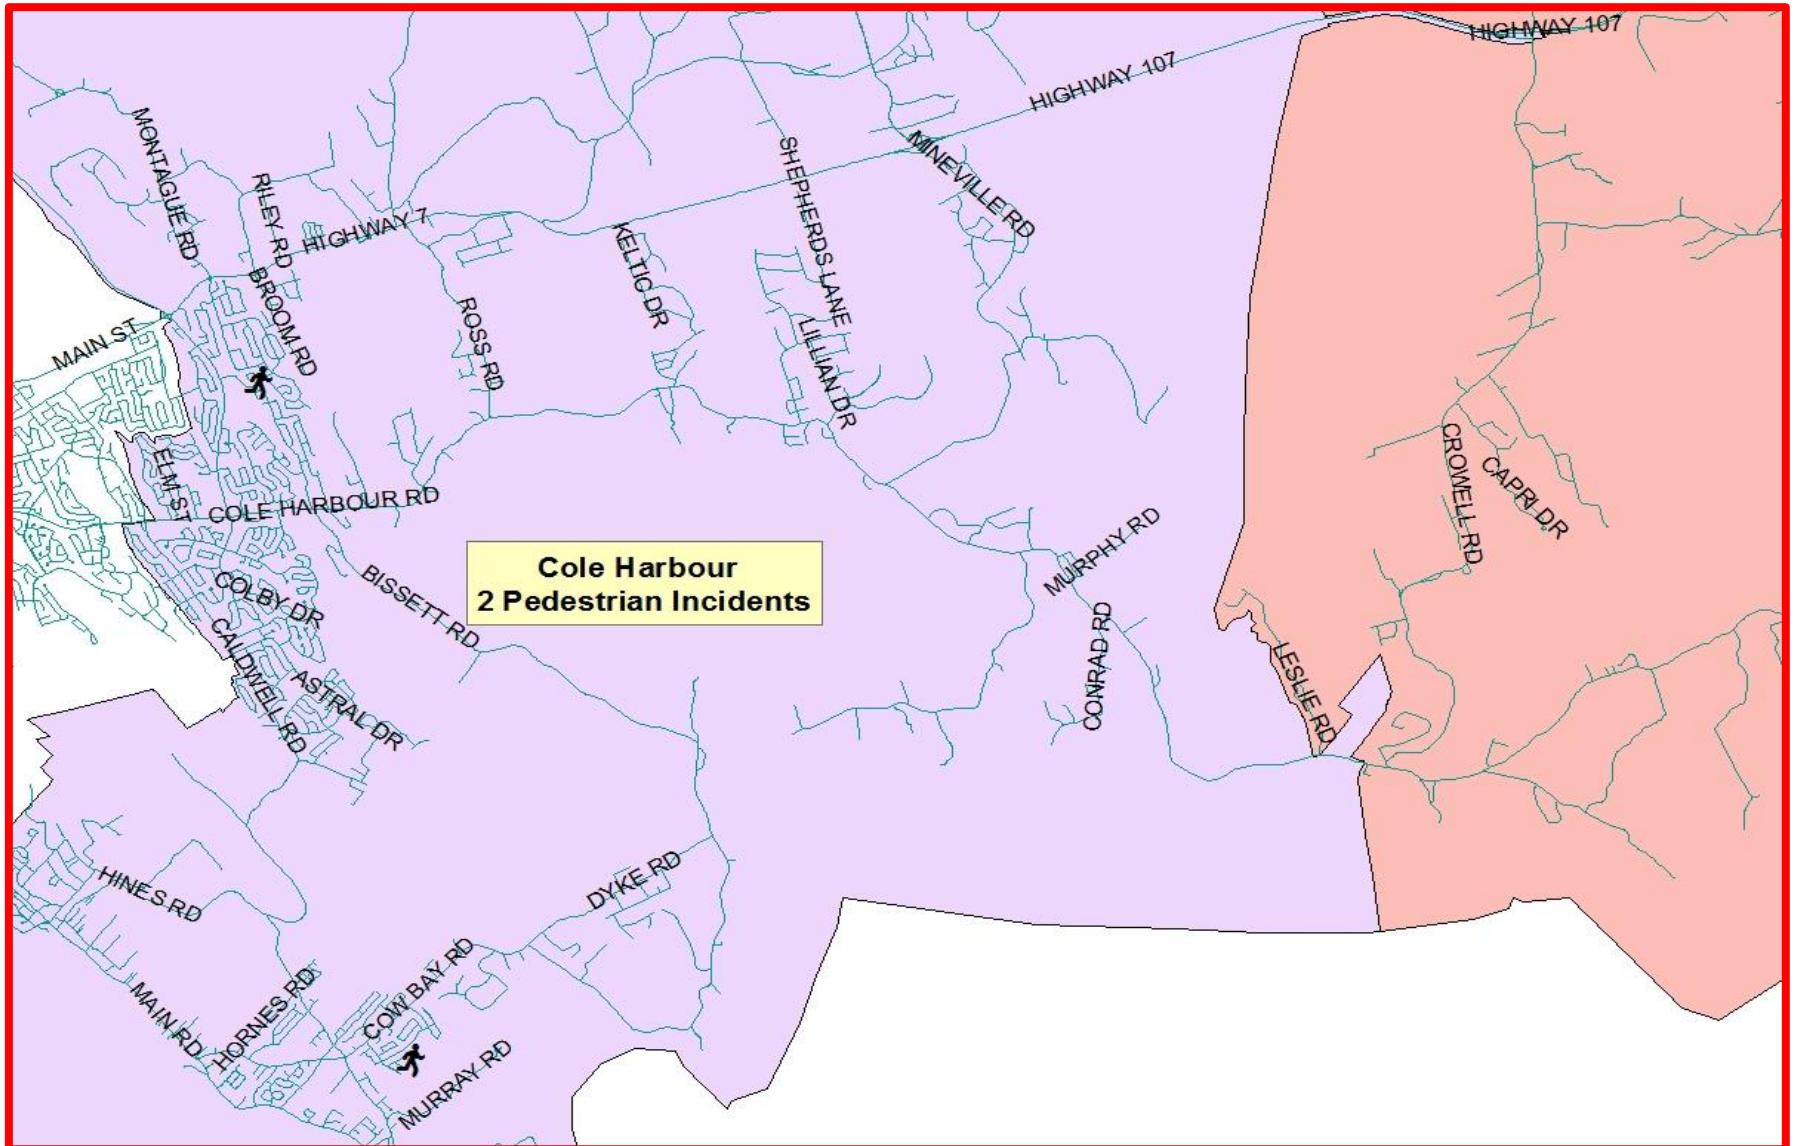 HIGHWAY 107
HIGHWAY 107
MONTAGUE RD
RILEY RD
HIGHWAY 7
MINEVILLE RD
SHEPHERDS LANE
KELTIC DR
BROOM RD
ROSS RD
LILLIAN DR
MAIN ST
ELM ST
COLE HARBOUR RD
CROWELL RD
CAPRI DR
Cole Harbour
2 Pedestrian Incidents
MURPHY RD
BISSETT RD
COLBY DR
CALDWELL RD
ASTRAL DR
CONRAD RD
LESLIE RD
HINES RD
DYKE RD
COW BAY RD
HORNES RD
MAIN RD
MURRAY RD